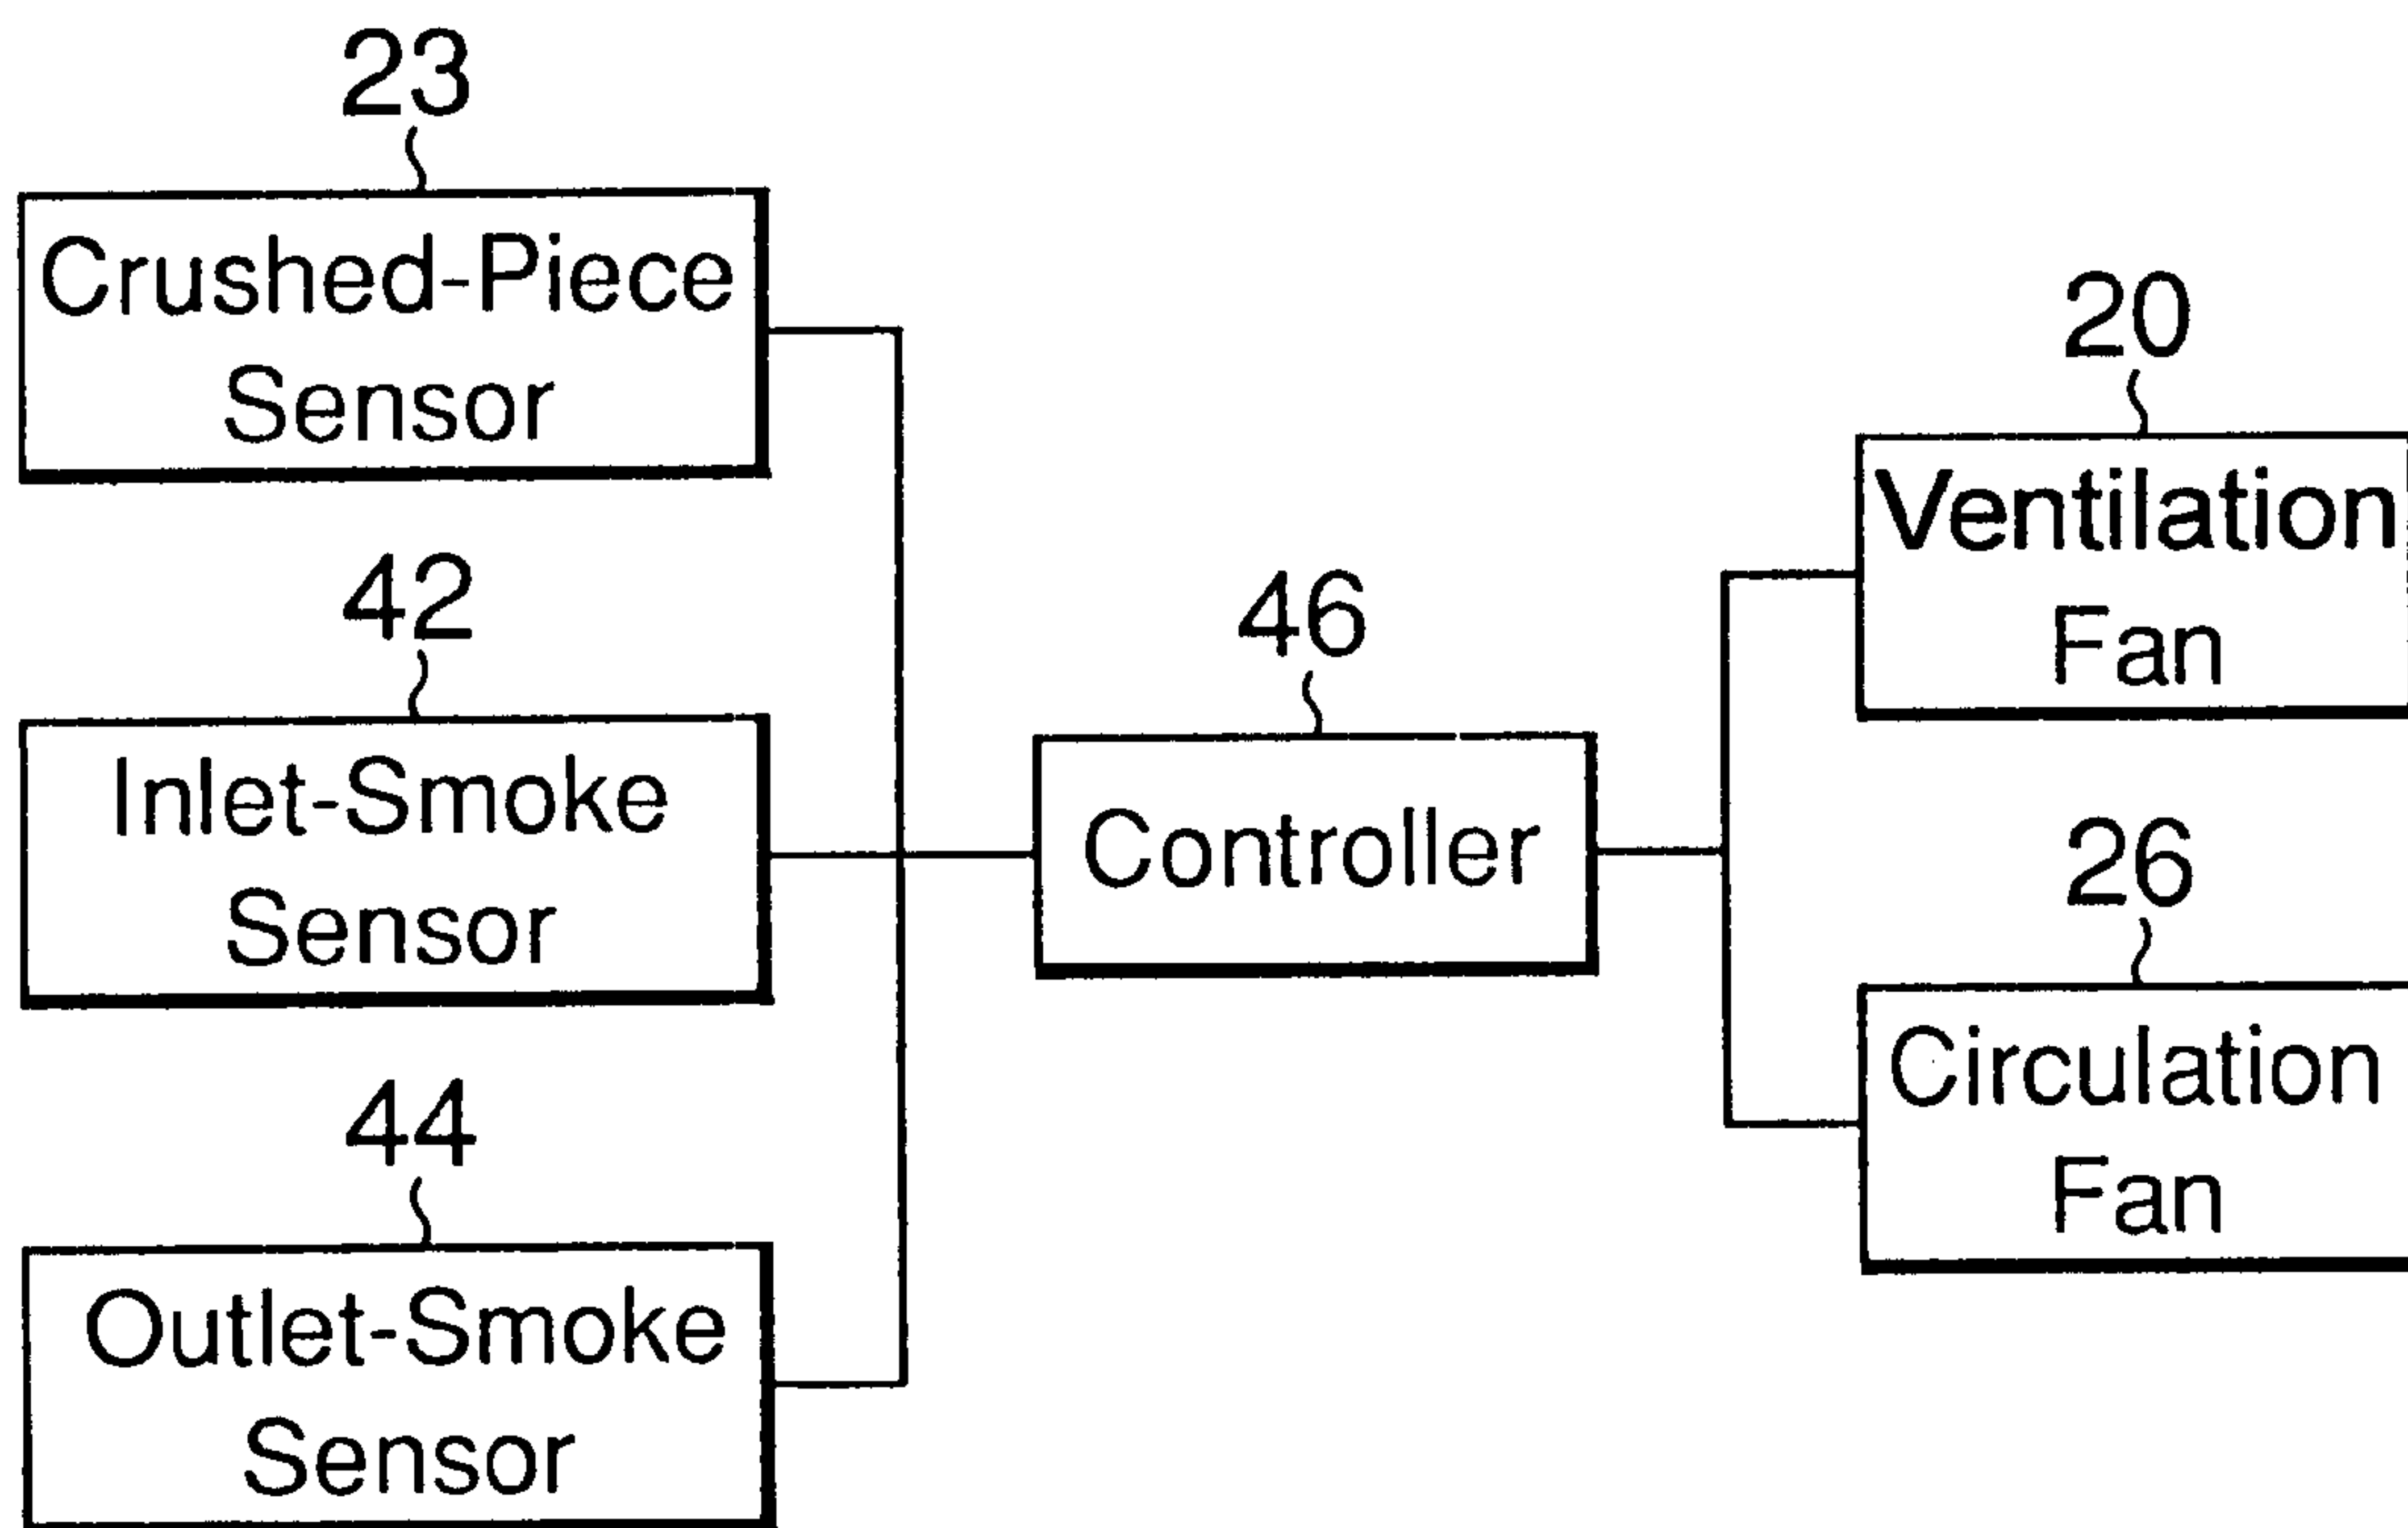 23
Crushed-Piece
Sensor
42
Inlet-Smoke
Sensor
44
Outlet-Smoke
Sensor
46
Controller
20
Ventilation
Fan
26
Circulation
Fan